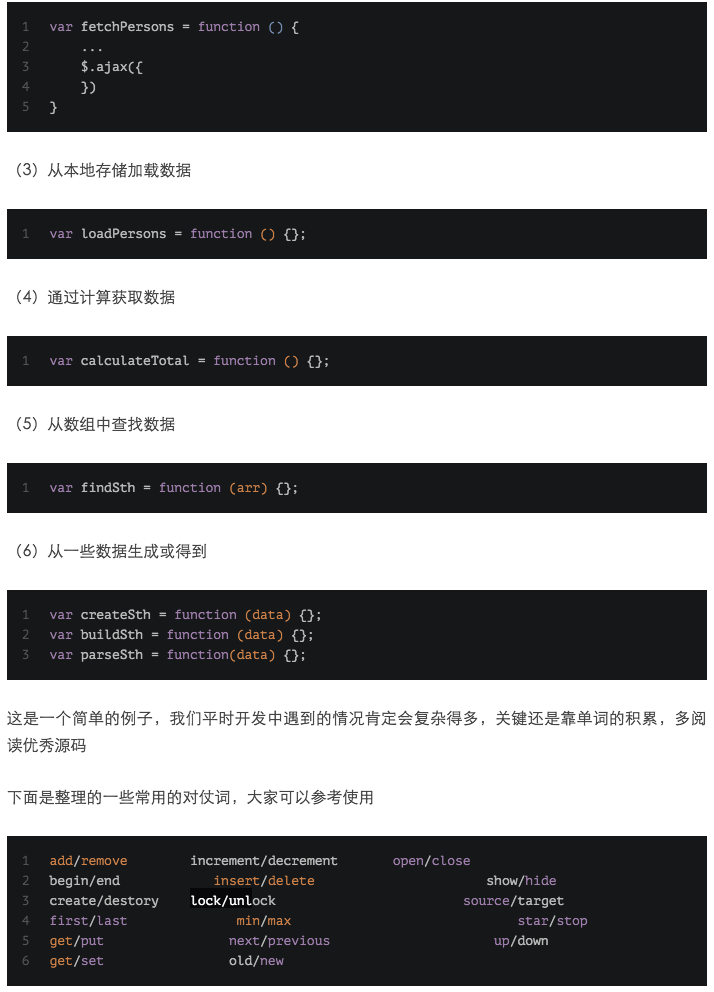 1 var fetchPersons = function () {
2     ...
3     $.ajax({
4     })
5 }
（3）从本地存储加载数据
1 var loadPersons = function () {};
（4）通过计算获取数据
1 var calculateTotal = function () {};
（5）从数组中查找数据
1 var findSth = function (arr) {};
（6）从一些数据生成或得到
1 var createSth = function (data) {};
2 var buildSth = function (data) {};
3 var parseSth = function(data) {};
这是一个简单的例子，我们平时开发中遇到的情况肯定会复杂得多，关键还是靠单词的积累，多阅
读优秀源码
下面是整理的一些常用的对仗词，大家可以参考使用
1 add/remove        increment/decrement       open/close
2 begin/end            insert/delete                      show/hide
3 create/destory    lock/unlock                        source/target
4 first/last              min/max                             star/stop
5 get/put                next/previous                     up/down
6 get/set                old/new